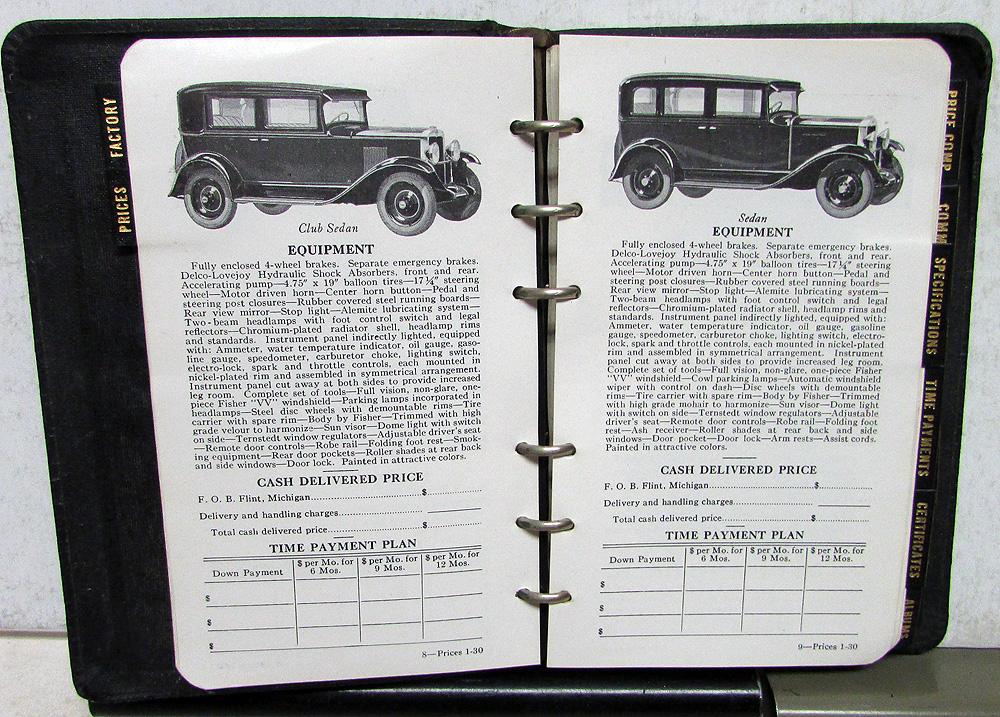 FACTORY
PRICES
Club Sedan
EQUIPMENT
Fully enclosed 4-wheel brakes. Separate emergency brakes.
Delco-Lovejoy Hydraulic Shock Absorbers, front and rear.
Accelerating pump—4.75" x 19" balloon tires—17¼" steering
wheel—Motor driven horn—Center horn button—Pedal and
steering post closures—Rubber covered steel running boards—
Rear view mirror—Stop light—Alemite lubricating system—
Two-beam headlamps with foot control switch and legal
reflectors—Chromium-plated radiator shell, headlamp rims
and standards. Instrument panel indirectly lighted, equipped
with: Ammeter, water temperature indicator, oil gauge, gaso-
line gauge, speedometer, carburetor choke, lighting switch,
electro-lock, spark and throttle controls, each mounted in
nickel-plated rim and assembled in symmetrical arrangement.
Instrument panel cut away at both sides to provide increased
leg room. Complete set of tools—Full vision, non-glare, one-
piece Fisher "VV" windshield—Parking lamps incorporated in
headlamps—Steel disc wheels with demountable rims—Tire
carrier with spare rim—Body by Fisher—Trimmed with high
grade velour to harmonize—Sun visor—Dome light with switch
on side—Ternstedt window regulators—Adjustable driver's seat
—Remote door controls—Robe rail—Folding foot rest—Smok-
ing equipment—Rear door pockets—Roller shades at rear back
and side windows—Door lock. Painted in attractive colors.
CASH DELIVERED PRICE
F. O. B. Flint, Michigan..............................$
Delivery and handling charges
Total cash delivered price..........................$
TIME PAYMENT PLAN
Down Payment $ per Mo. for 6 Mos. $ per Mo. for 9 Mos. $ per Mo. for 12 Mos.
$
$
$
8—Prices 1-30
Sedan
EQUIPMENT
Fully enclosed 4-wheel brakes. Separate emergency brakes.
Delco-Lovejoy Hydraulic Shock Absorbers, front and rear.
Accelerating pump—4.75" x 19" balloon tires—17¼" steering
wheel—Motor driven horn—Center horn button—Pedal and
steering post closures—Rubber covered steel running boards—
Rear view mirror—Stop light—Alemite lubricating system—
Two-beam headlamps with foot control switch and legal
reflectors—Chromium-plated radiator shell, headlamp rims and
standards. Instrument panel indirectly lighted, equipped with:
Ammeter, water temperature indicator, oil gauge, gasoline
gauge, speedometer, carburetor choke, lighting switch, electro-
lock, spark and throttle controls, each mounted in nickel-plated
rim and assembled in symmetrical arrangement. Instrument
panel cut away at both sides to provide increased leg room.
Complete set of tools—Full vision, non-glare, one-piece Fisher
"VV" windshield—Cowl parking lamps—Automatic windshield
wiper with control on dash—Disc wheels with demountable
rims—Tire carrier with spare rim—Body by Fisher—Trimmed
with high grade mohair to harmonize—Sun visor—Dome light
with switch on side—Ternstedt window regulators—Adjustable
driver's seat—Remote door controls—Robe rail—Folding foot
rest—Ash receiver—Roller shades at rear back and side
windows—Door pocket—Door lock—Arm rests—Assist cords.
Painted in attractive colors.
CASH DELIVERED PRICE
F. O. B. Flint, Michigan..............................$
Delivery and handling charges
Total cash delivered price..........................$
TIME PAYMENT PLAN
Down Payment $ per Mo. for 6 Mos. $ per Mo. for 9 Mos. $ per Mo. for 12 Mos.
$
$
$
9—Prices 1-30
PRICE COMP
COMM
SPECIFICATIONS
TIME PAYMENTS
CERTIFICATES